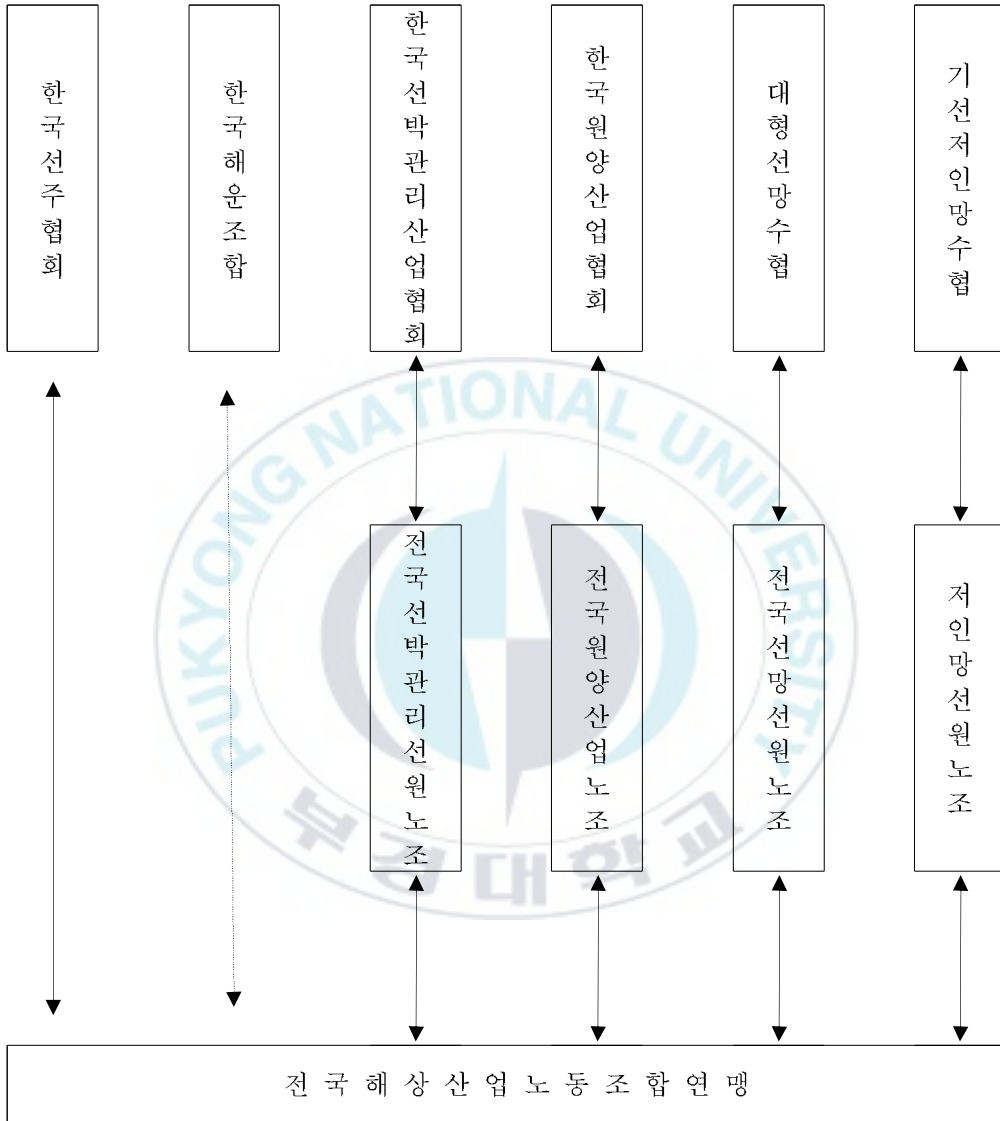 한국선주협회
한국해운조합
한국선박관리산업협회
한국원양산업협회
대형선망수협
기선저인망수협
PUKYONG NATIONAL UNIVERSITY
부경대학교
전국선박관리선원노조
전국원양산업노조
전국선망선원노조
저인망선원노조
전국해상산업노동조합연맹